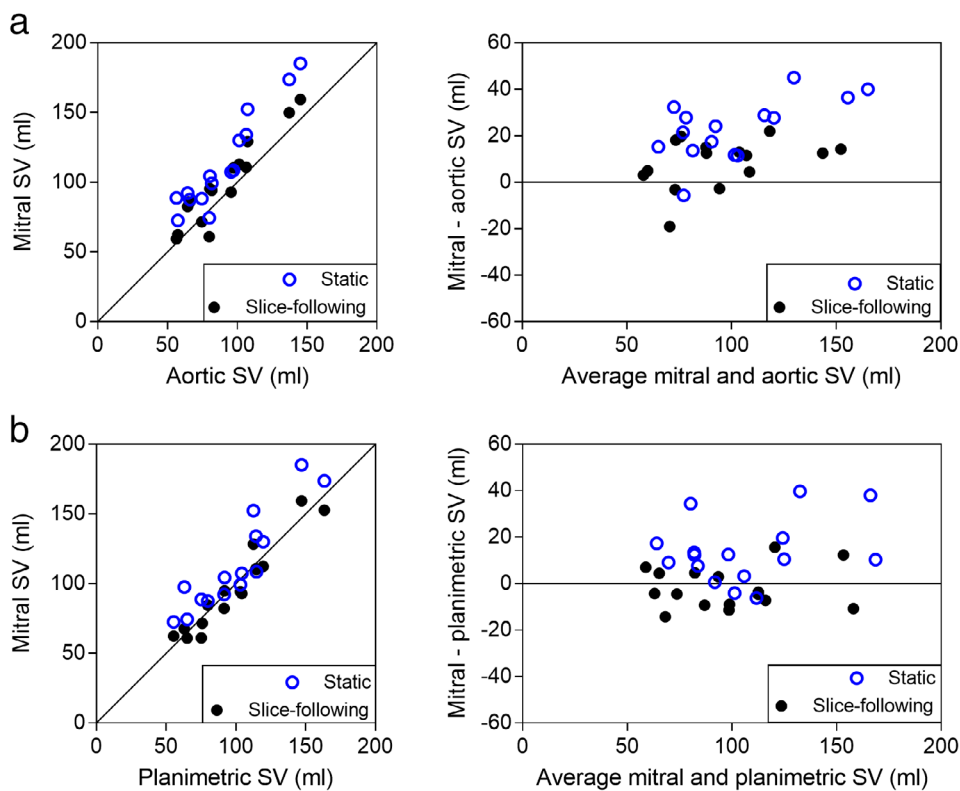 a
200
150
100
50
0
Mitral SV (ml)
Static
Slice-following
0 50 100 150 200
Aortic SV (ml)
60
40
20
0
-20
-40
-60
Mitral - aortic SV (ml)
Static
Slice-following
50 100 150 200
Average mitral and aortic SV (ml)
b
200
150
100
50
0
Mitral SV (ml)
Static
Slice-following
0 50 100 150 200
Planimetric SV (ml)
60
40
20
0
-20
-40
-60
Mitral - planimetric SV (ml)
Static
Slice-following
50 100 150 200
Average mitral and planimetric SV (ml)